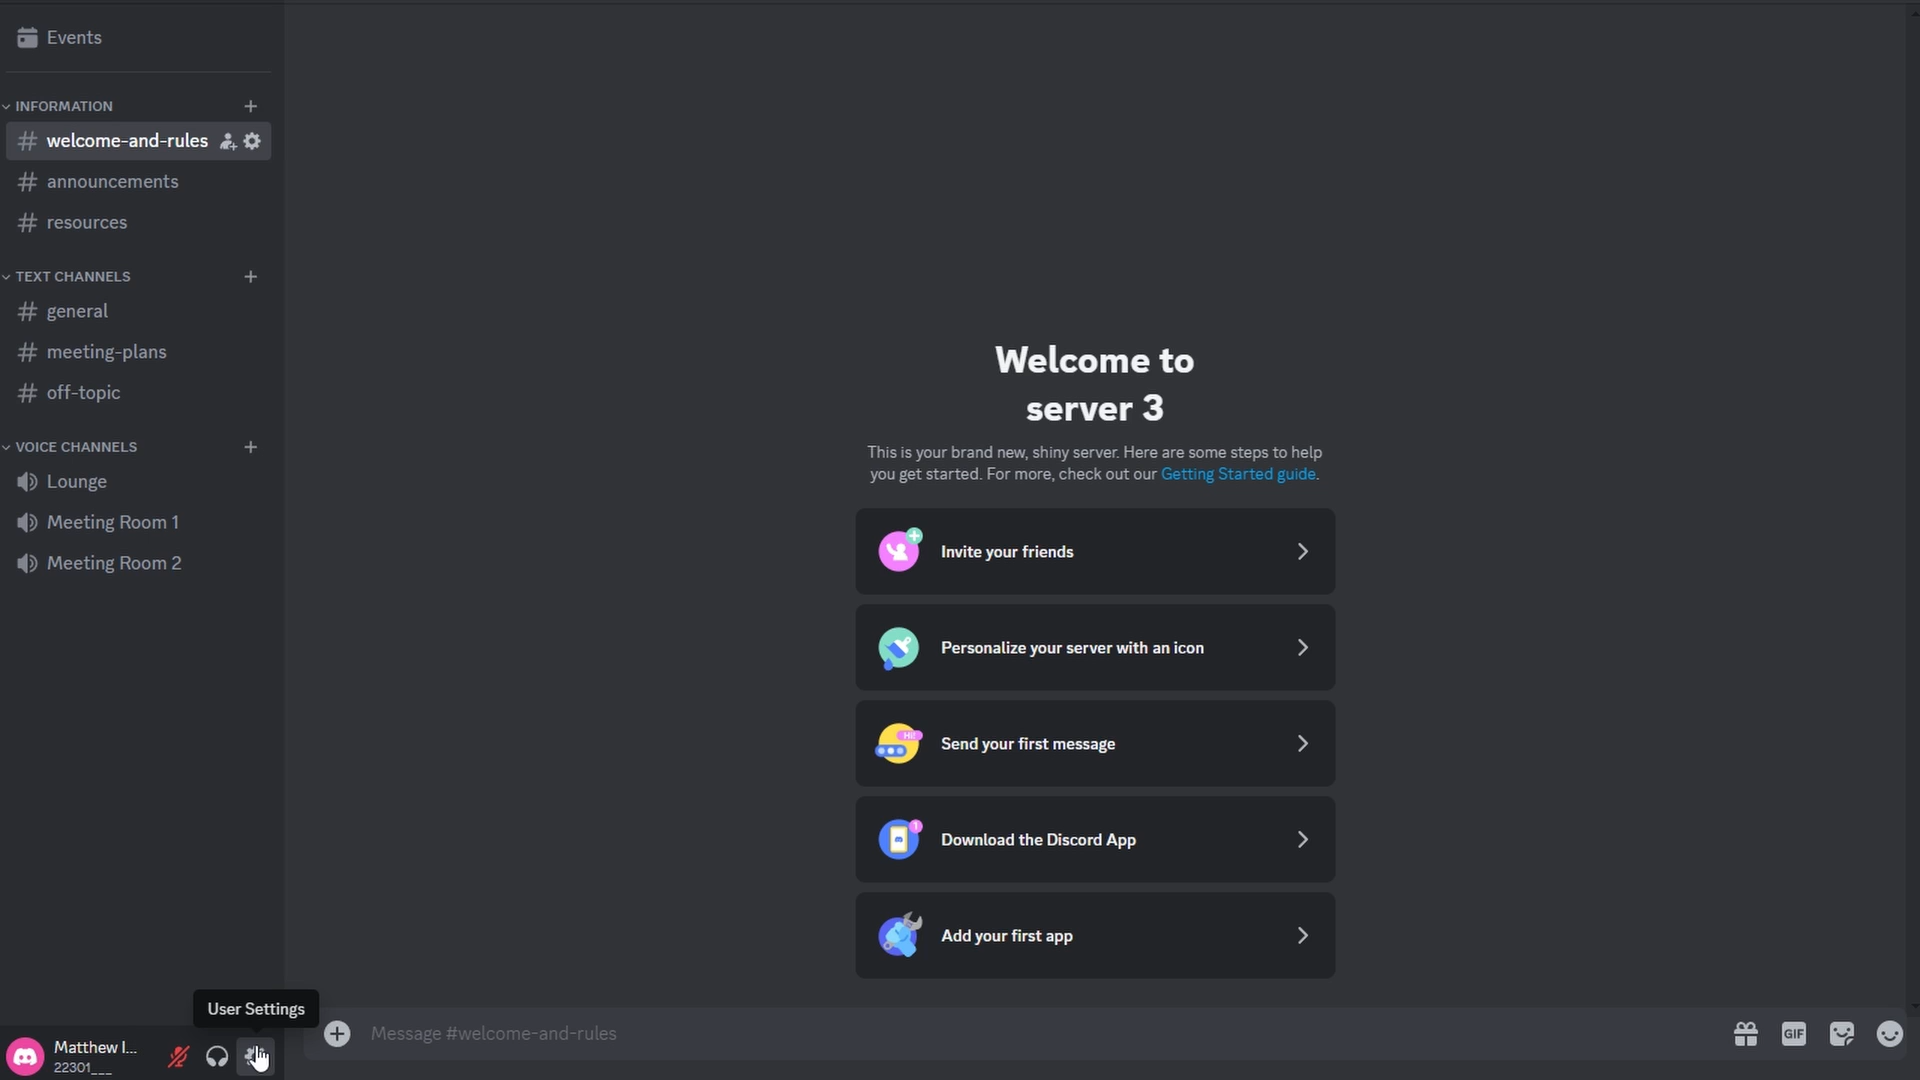 Events
INFORMATION
welcome-and-rules
announcements
resources
TEXT CHANNELS
general
meeting-plans
off-topic
VOICE CHANNELS
Lounge
Meeting Room 1
Meeting Room 2
Welcome to
server 3
This is your brand new, shiny server. Here are some steps to help
you get started. For more, check out our Getting Started guide.
Invite your friends
Personalize your server with an icon
Hi!
Send your first message
1
Download the Discord App
Add your first app
User Settings
Matthew I...
22301___
Message #welcome-and-rules
GIF